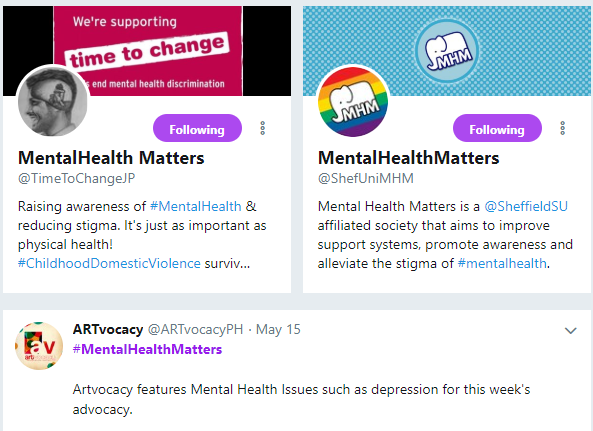 We're supporting
time to change
end mental health discrimination
Following
MentalHealth Matters
@TimeToChangeJP
Raising awareness of #MentalHealth &
reducing stigma. It's just as important as
physical health!
#ChildhoodDomesticViolence surviv...
MHM
MHM
Following
MentalHealthMatters
@ShefUniMHM
Mental Health Matters is a @SheffieldSU
affiliated society that aims to improve
support systems, promote awareness and
alleviate the stigma of #mentalhealth.
av
ARTvocacy @ARTvocacyPH · May 15
#MentalHealthMatters
Artvocacy features Mental Health Issues such as depression for this week's
advocacy.